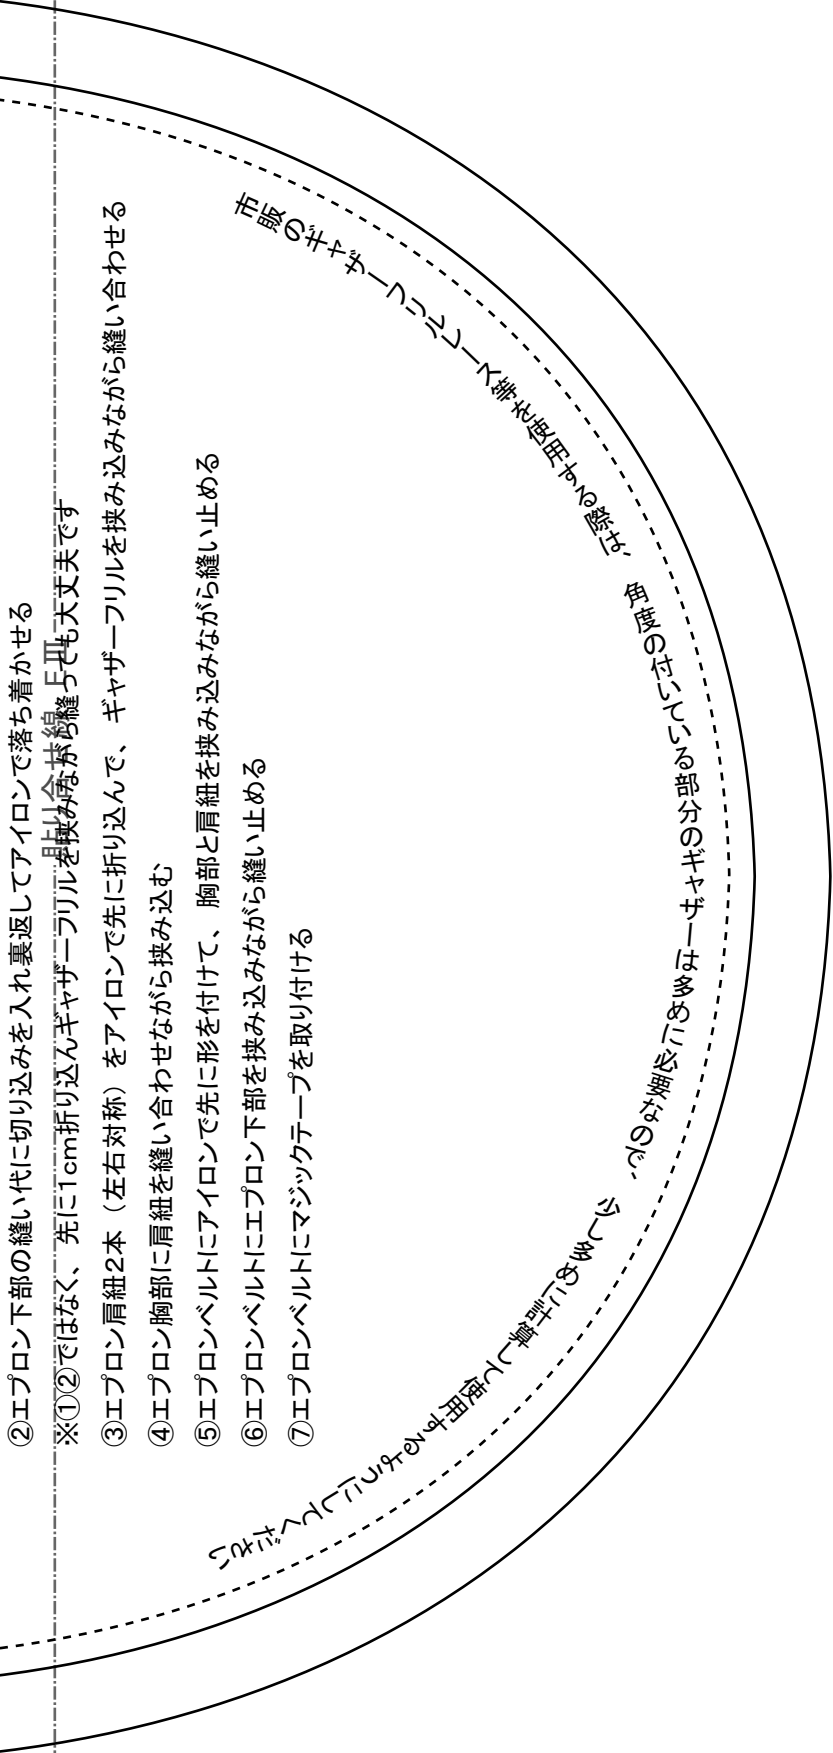 ②エプロン下部の縫い代に切り込みを入れ裏返してアイロンで落ち着かせる
※①②ではなく、先に1cm折り込んギャザーフリルを挟みながら縫っても大丈夫です
貼り合せ線
③エプロン肩紐2本（左右対称）をアイロンで先に折り込んで、ギャザーフリルを挟み込みながら縫い合わせる
④エプロン胸部に肩紐を縫い合わせながら挟み込む
⑤エプロンベルトにアイロンで先に形を付けて、胸部と肩紐を挟み込みながら縫い止める
⑥エプロンベルトにエプロン下部を挟み込みながら縫い止める
⑦エプロンベルトにマジックテープを取り付ける
市販のギャザーフリルレース等を使用する際は、角度の付いている部分のギャザーは多めに必要なので、少し多めに計算して使用するようにしてください